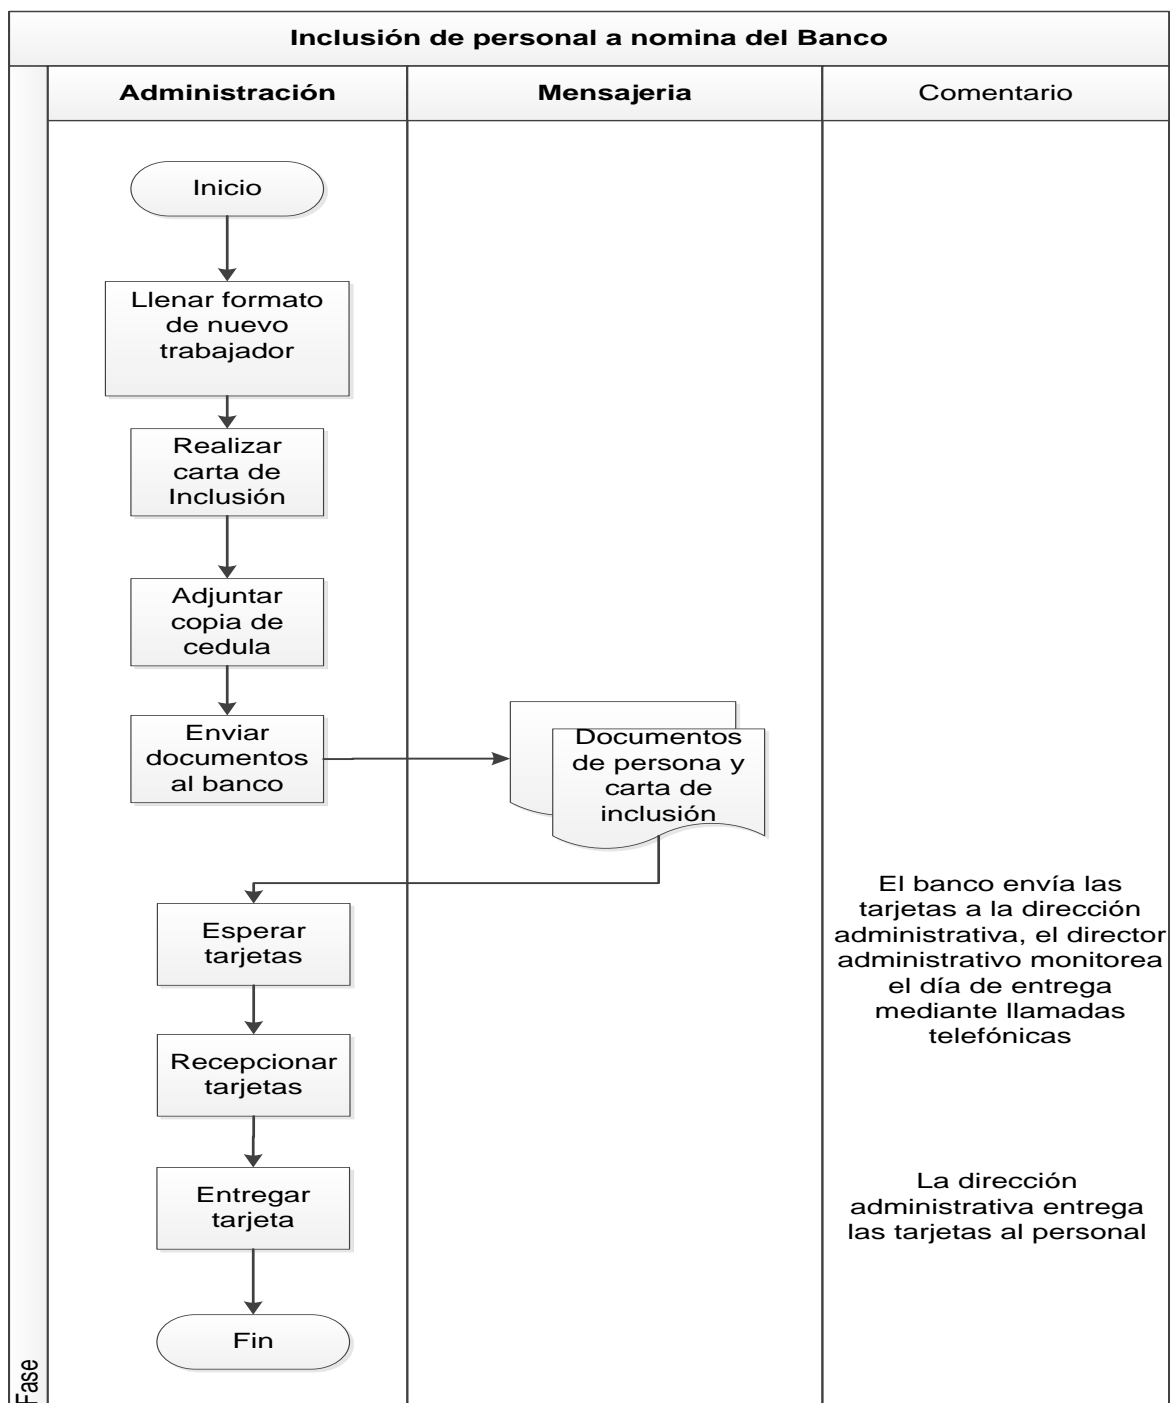 Inclusión de personal a nomina del Banco
Administración
Mensajeria
Comentario
Inicio
Llenar formato
de nuevo
trabajador
Realizar
carta de
Inclusión
Adjuntar
copia de
cedula
Enviar
documentos
al banco
Documentos
de persona y
carta de
inclusión
El banco envía las
tarjetas a la dirección
administrativa, el director
administrativo monitorea
el día de entrega
mediante llamadas
telefónicas
Esperar
tarjetas
Recepcionar
tarjetas
Entregar
tarjeta
La dirección
administrativa entrega
las tarjetas al personal
Fin
Fase